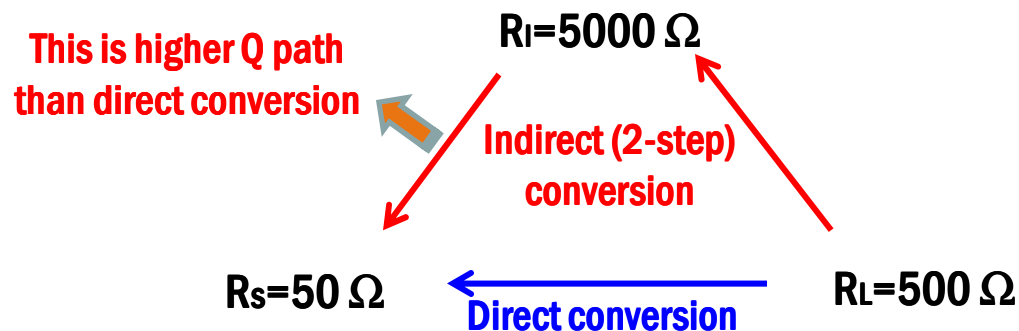 RI=5000 Ω
This is higher Q path
than direct conversion
Indirect (2-step)
conversion
RS=50 Ω
RL=500 Ω
Direct conversion